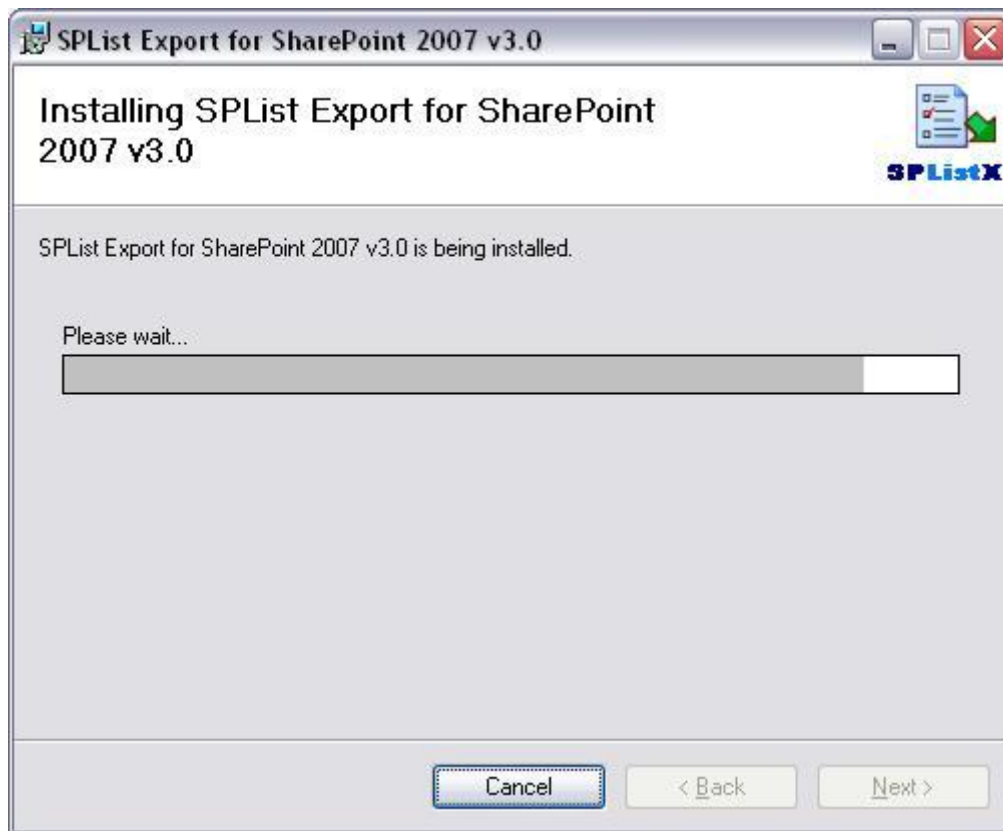 SPList Export for SharePoint 2007 v3.0
Installing SPList Export for SharePoint
2007 v3.0
SPListX
SPList Export for SharePoint 2007 v3.0 is being installed.
Please wait...
Cancel
< Back
Next >